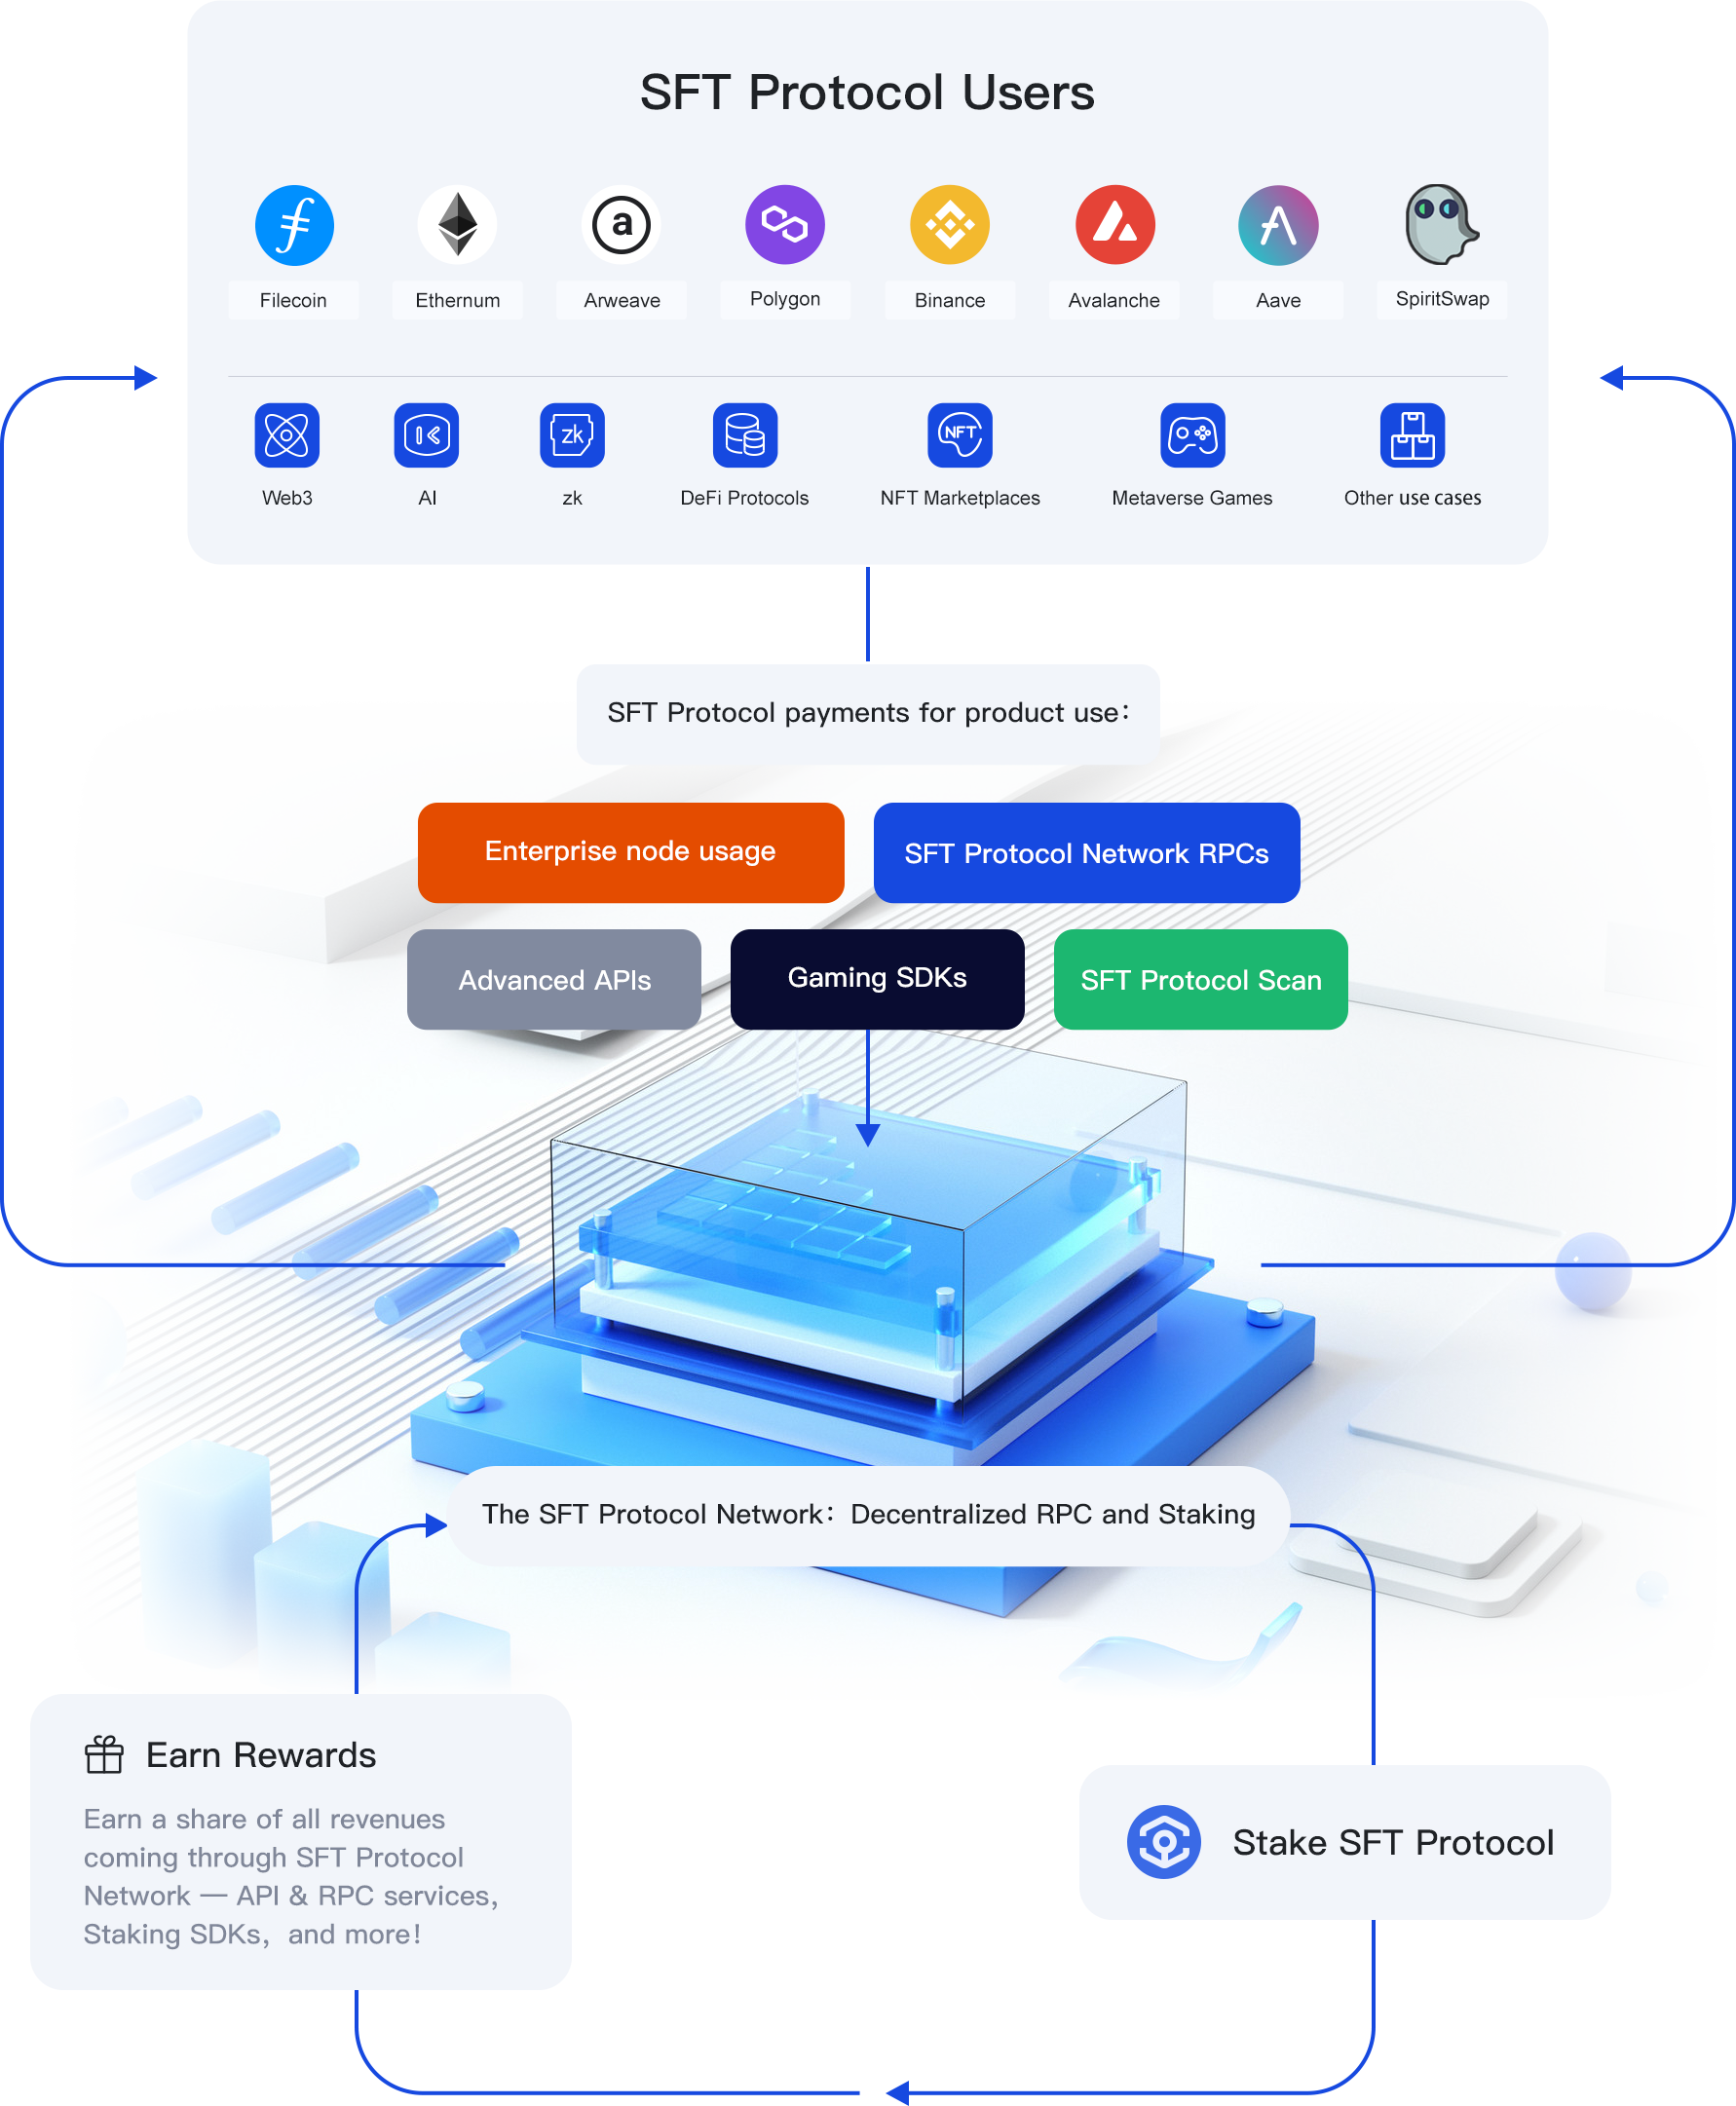 SFT Protocol Users
Filecoin
Ethernum
Arweave
Polygon
Binance
Avalanche
Aave
SpiritSwap
Web3
AI
zk
DeFi Protocols
NFT Marketplaces
Metaverse Games
Other use cases
a
zk
NFT
SFT Protocol payments for product use：
Enterprise node usage
SFT Protocol Network RPCs
Advanced APIs
Gaming SDKs
SFT Protocol Scan
The SFT Protocol Network：Decentralized RPC and Staking
Earn Rewards
Earn a share of all revenues
coming through SFT Protocol
Network — API & RPC services，
Staking SDKs，and more！
Stake SFT Protocol